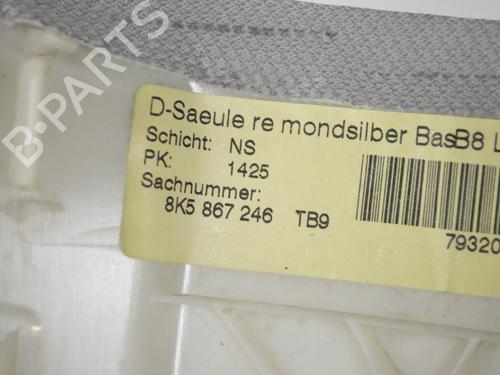 D-Saeule re mondsilber BasB8 L
Schicht: NS
PK: 1425
Sachnummer:
8K5 867 246 TB9
79320
B-PARTS